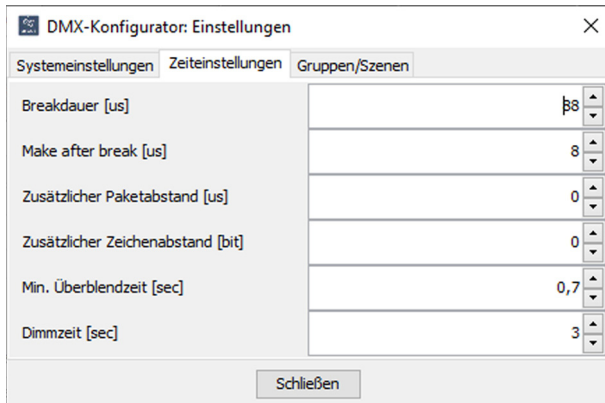 DMX-Konfigurator: Einstellungen
Systemeinstellungen Zeiteinstellungen Gruppen/Szenen
Breakdauer [us] 88
Make after break [us] 8
Zusätzlicher Paketabstand [us] 0
Zusätzlicher Zeichenabstand [bit] 0
Min. Überblendzeit [sec] 0,7
Dimmzeit [sec] 3
Schließen